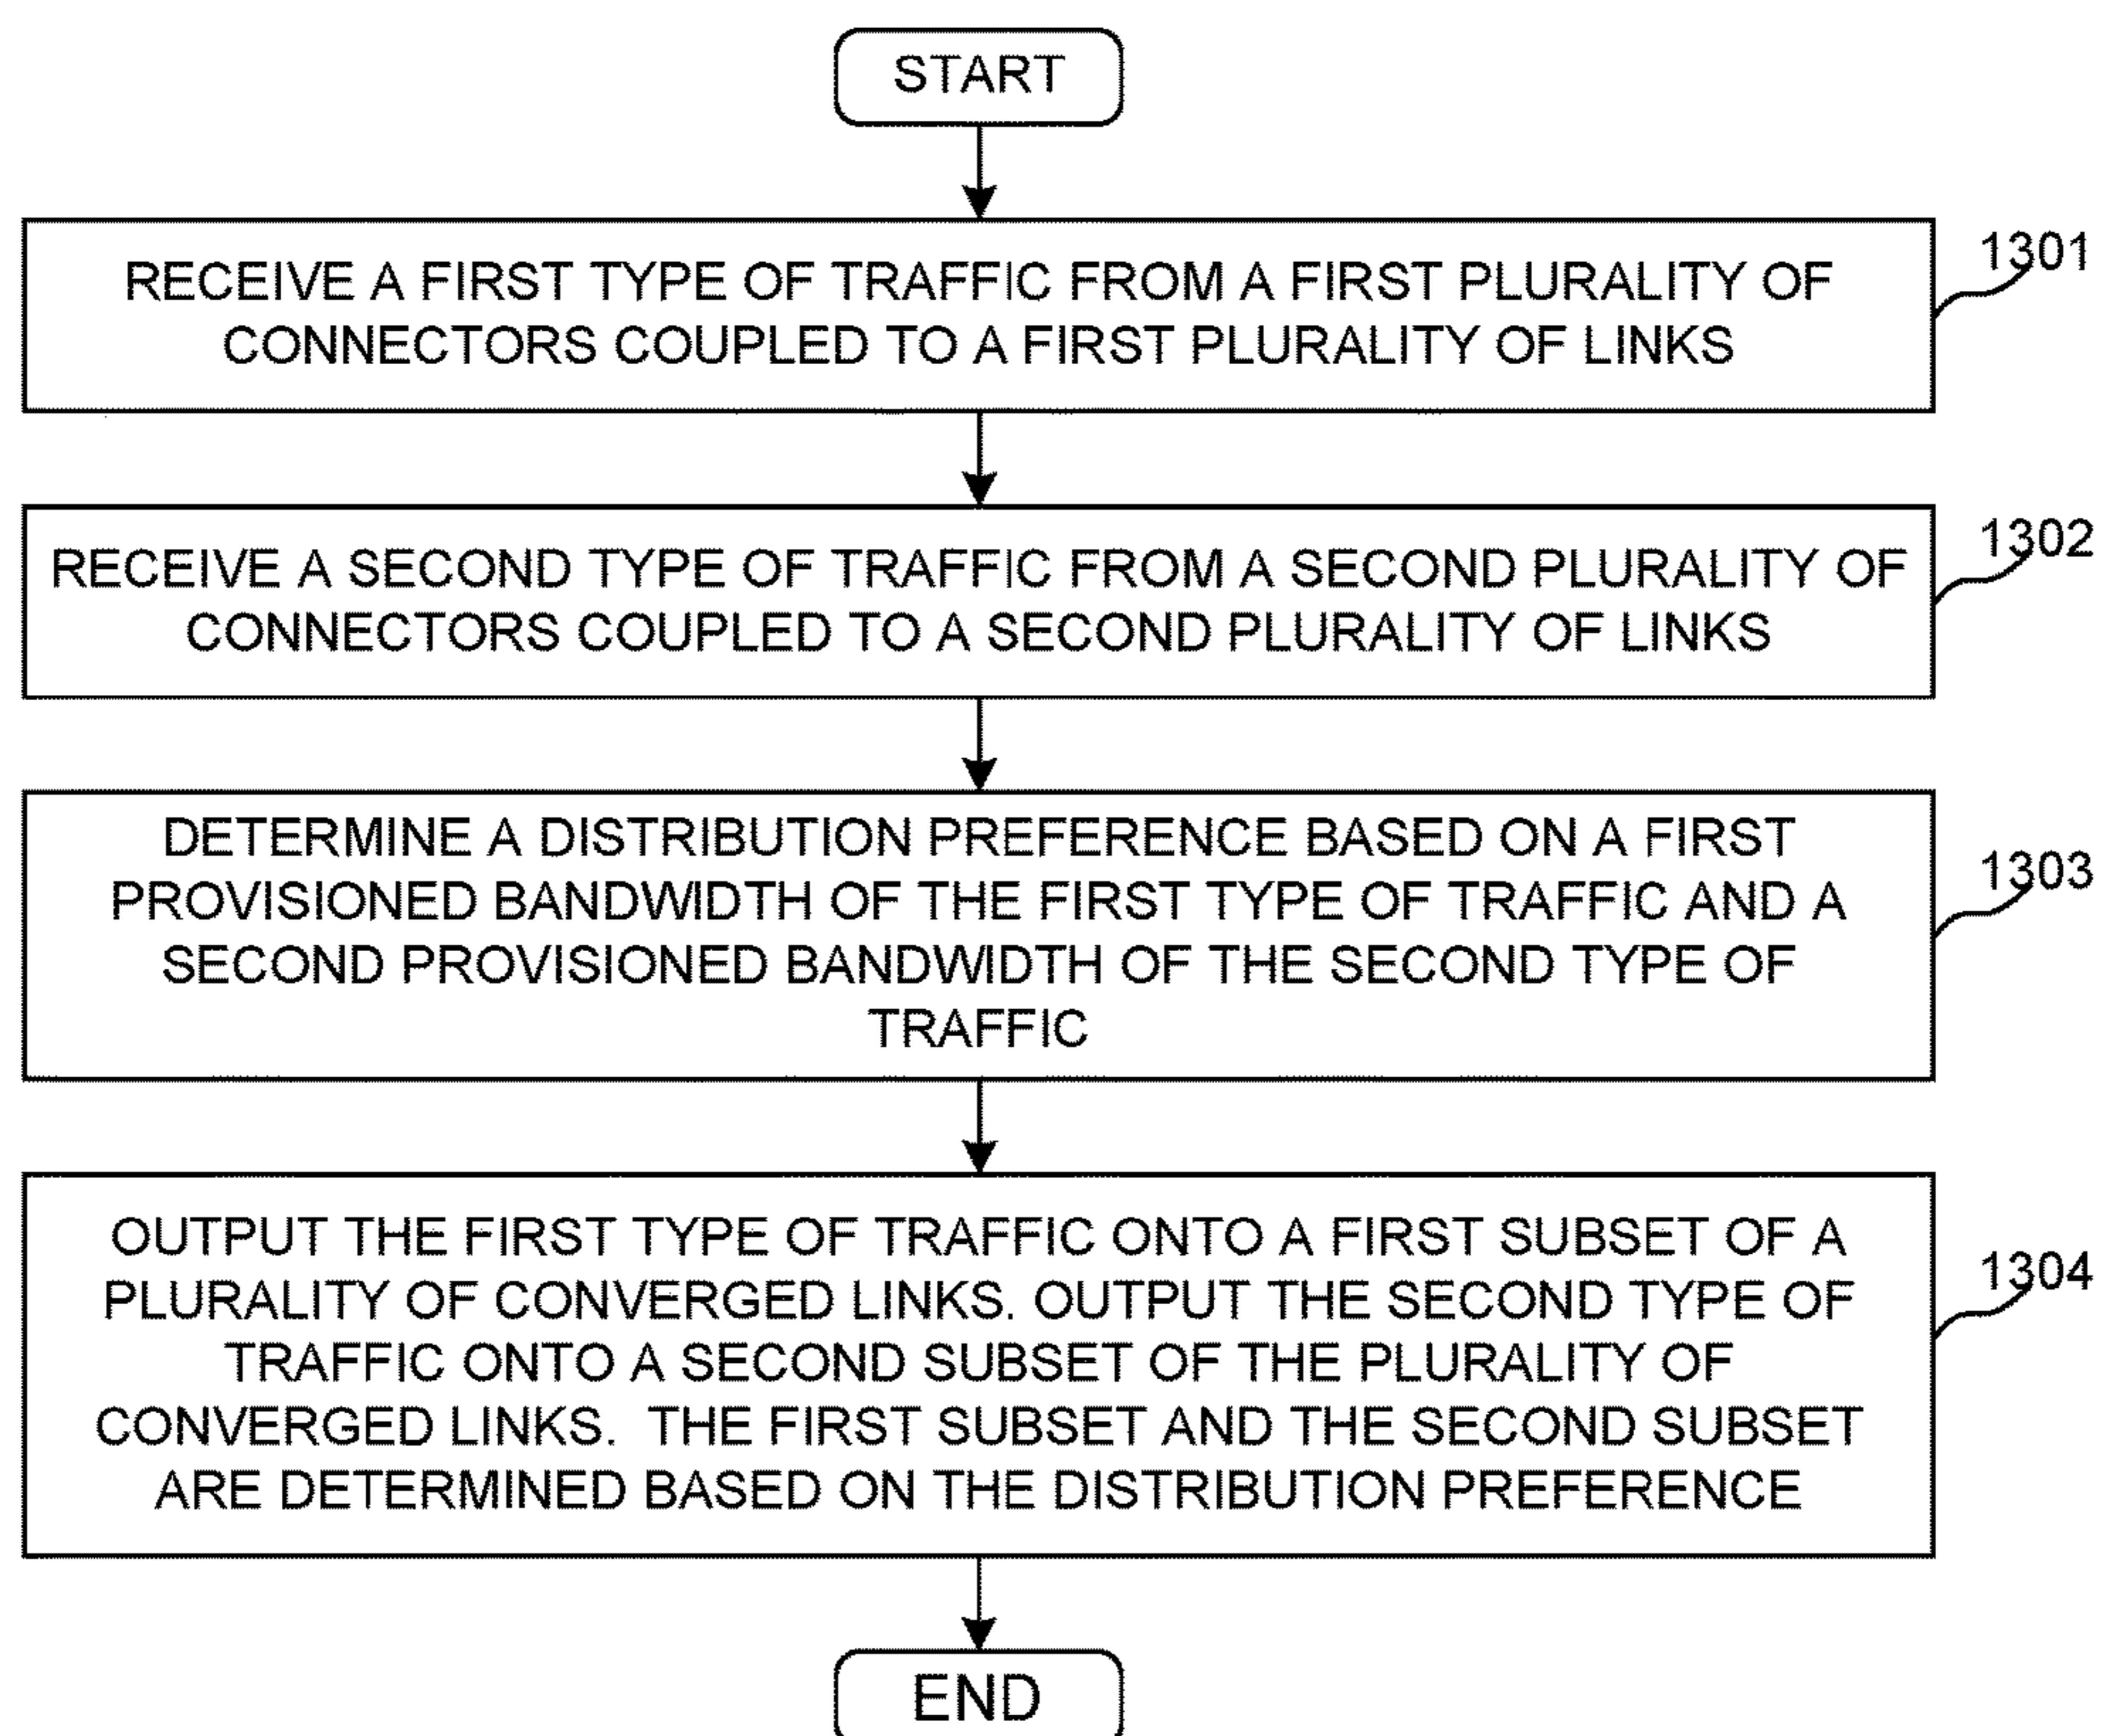 START
RECEIVE A FIRST TYPE OF TRAFFIC FROM A FIRST PLURALITY OF
CONNECTORS COUPLED TO A FIRST PLURALITY OF LINKS
1301
RECEIVE A SECOND TYPE OF TRAFFIC FROM A SECOND PLURALITY OF
CONNECTORS COUPLED TO A SECOND PLURALITY OF LINKS
1302
DETERMINE A DISTRIBUTION PREFERENCE BASED ON A FIRST
PROVISIONED BANDWIDTH OF THE FIRST TYPE OF TRAFFIC AND A
SECOND PROVISIONED BANDWIDTH OF THE SECOND TYPE OF
TRAFFIC
1303
OUTPUT THE FIRST TYPE OF TRAFFIC ONTO A FIRST SUBSET OF A
PLURALITY OF CONVERGED LINKS. OUTPUT THE SECOND TYPE OF
TRAFFIC ONTO A SECOND SUBSET OF THE PLURALITY OF
CONVERGED LINKS. THE FIRST SUBSET AND THE SECOND SUBSET
ARE DETERMINED BASED ON THE DISTRIBUTION PREFERENCE
1304
END